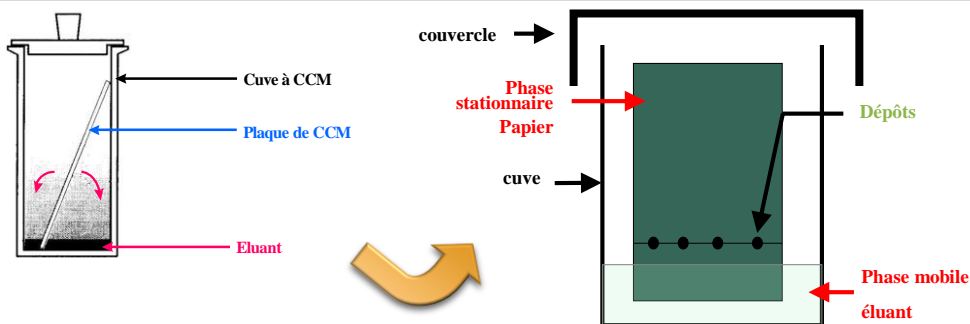 Cuve à CCM
Plaque de CCM
Eluant
couvercle
Phase
stationnaire
Papier
Dépôts
cuve
Phase mobile
éluant